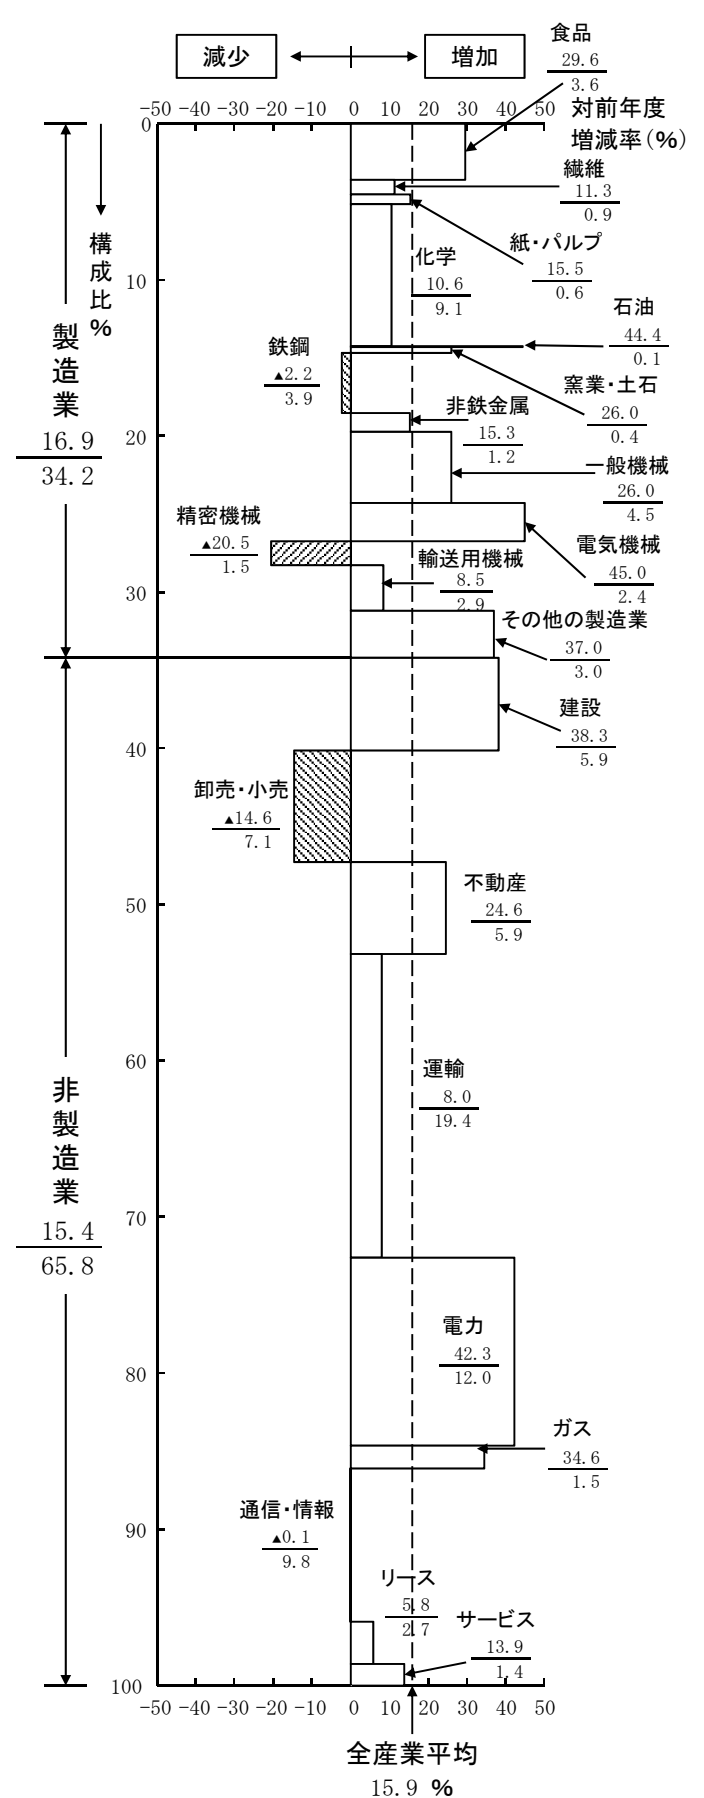 減少
増加
食品
29.6
3.6
-50 -40 -30 -20 -10 0 10 20 30 40 50
対前年度
増減率(%)
0
繊維
11.3
0.9
構成比%
紙・パルプ
15.5
0.6
化学
10.6
9.1
10
石油
44.4
0.1
製造業
16.9
34.2
鉄鋼
▲2.2
3.9
窯業・土石
26.0
0.4
非鉄金属
15.3
1.2
20
一般機械
26.0
4.5
精密機械
▲20.5
1.5
電気機械
45.0
2.4
輸送用機械
8.5
2.9
30
その他の製造業
37.0
3.0
建設
38.3
5.9
40
卸売・小売
▲14.6
7.1
不動産
24.6
5.9
50
60
運輸
8.0
19.4
非製造業
15.4
65.8
70
電力
42.3
12.0
80
ガス
34.6
1.5
通信・情報
▲0.1
9.8
90
リース
5.8
2.7
サービス
13.9
1.4
100
-50 -40 -30 -20 -10 0 10 20 30 40 50
全産業平均
15.9 %